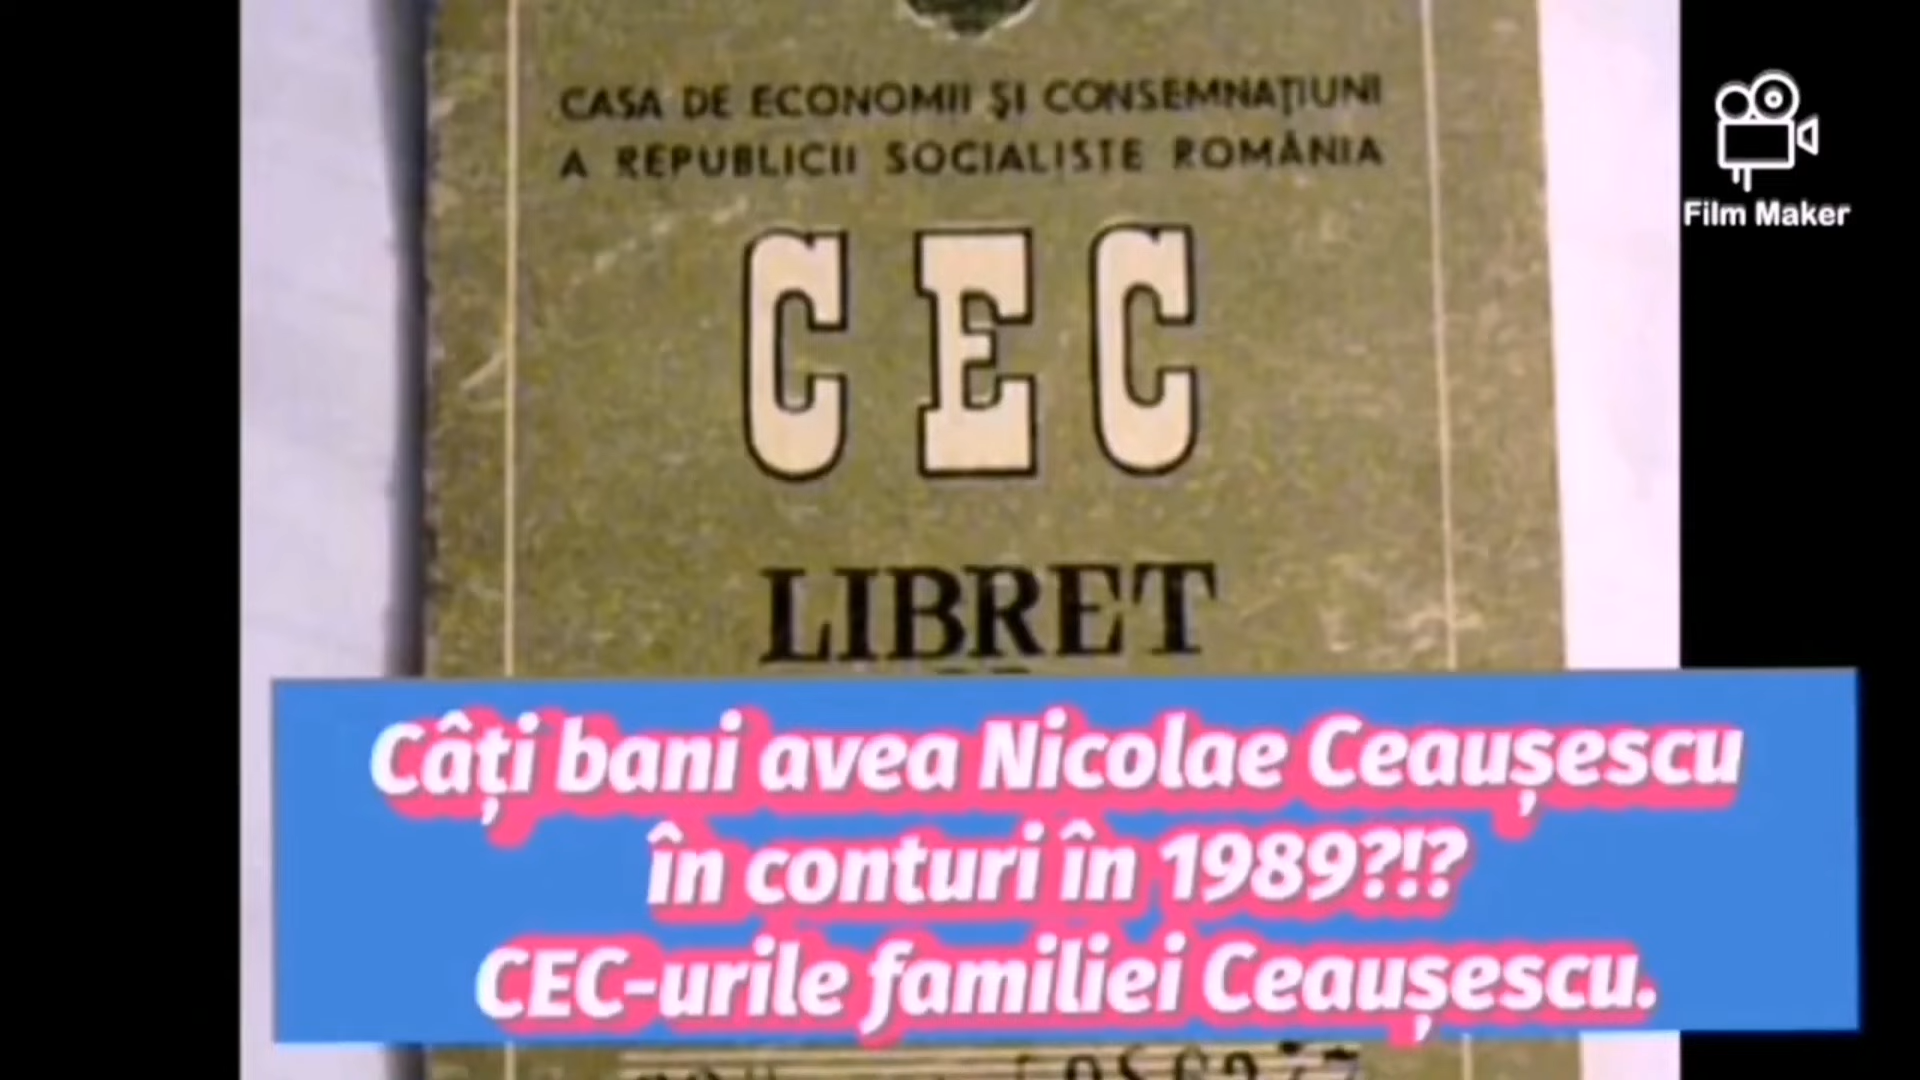 CASA DE ECONOMII ȘI CONSEMNAȚIUNI
A REPUBLICII SOCIALISTE ROMÂNIA
Film Maker
CEC
LIBRET
Câți bani avea Nicolae Ceaușescu
în conturi în 1989?!?
CEC-urile familiei Ceaușescu.